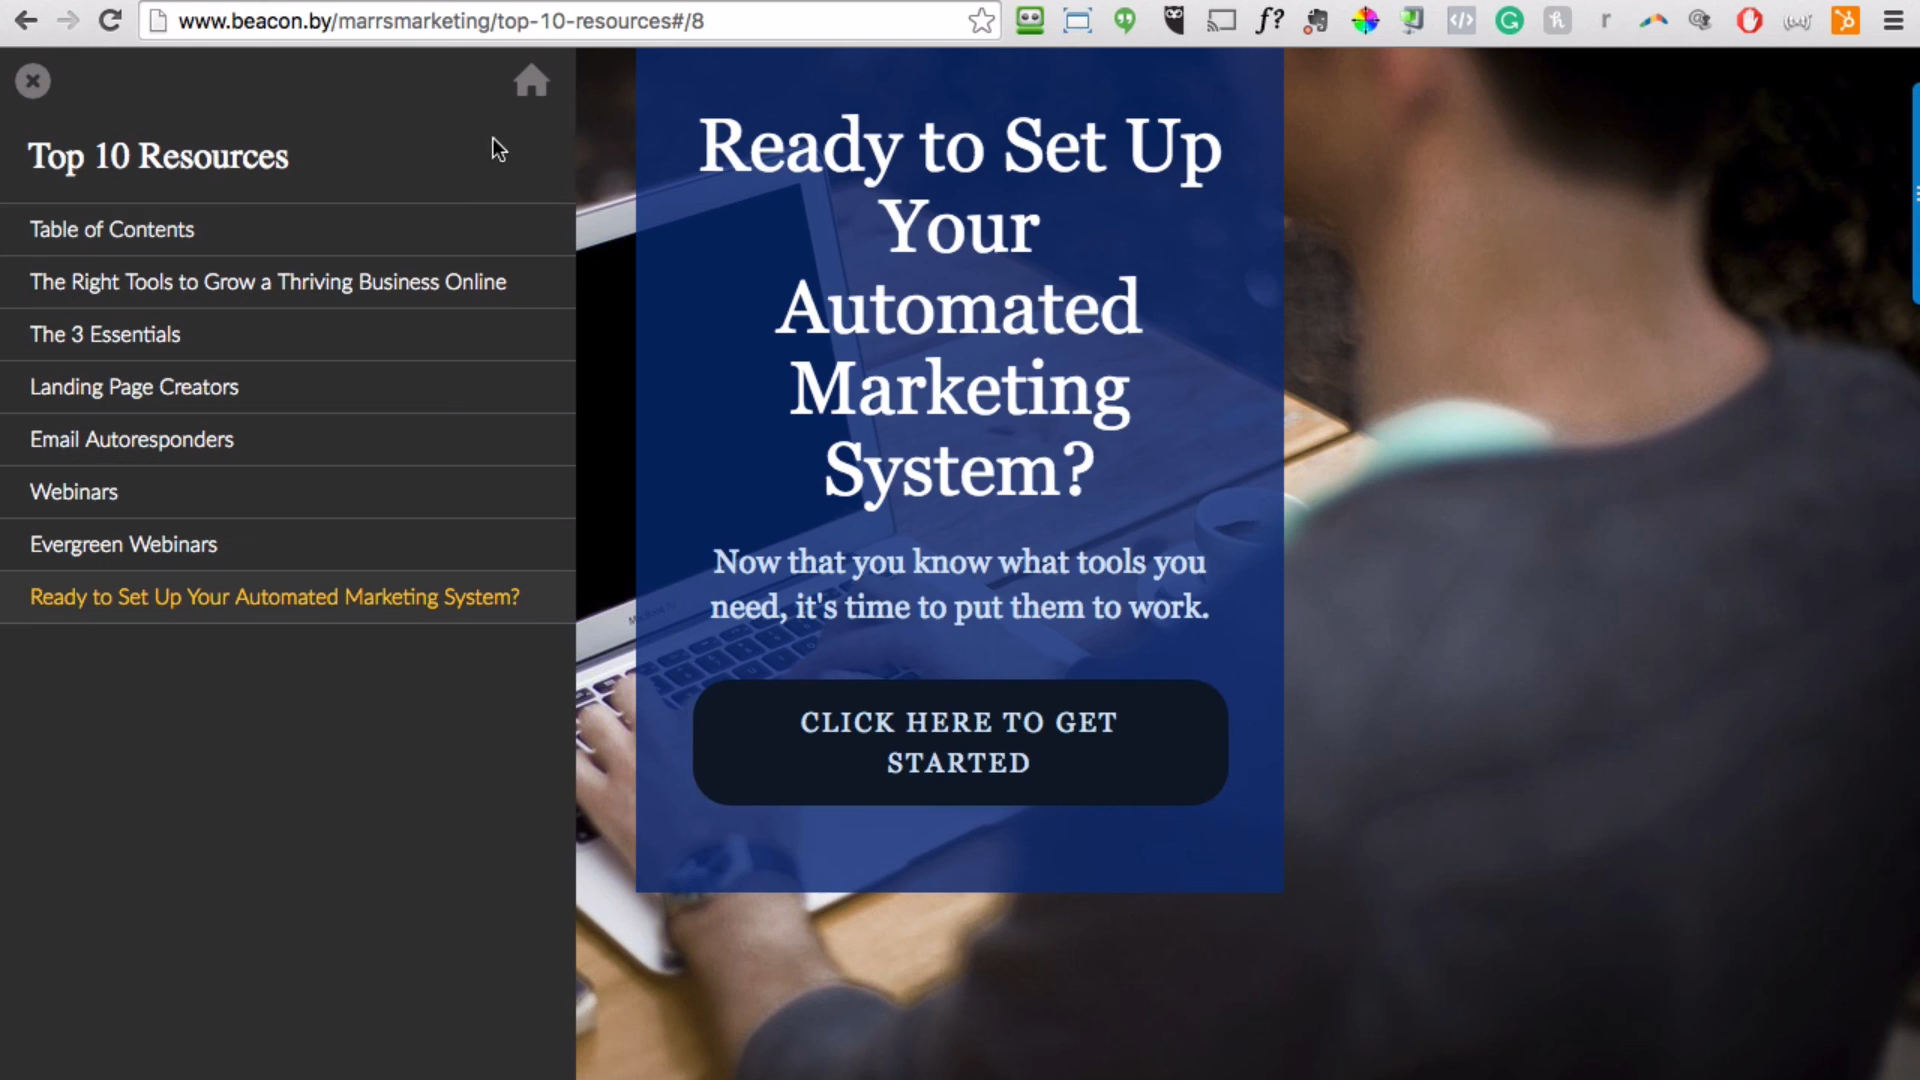 www.beacon.by/marrsmarketing/top-10-resources#/8
Top 10 Resources
Table of Contents
The Right Tools to Grow a Thriving Business Online
The 3 Essentials
Landing Page Creators
Email Autoresponders
Webinars
Evergreen Webinars
Ready to Set Up Your Automated Marketing System?
Ready to Set Up
Your
Automated
Marketing
System?
Now that you know what tools you
need, it's time to put them to work.
CLICK HERE TO GET
STARTED